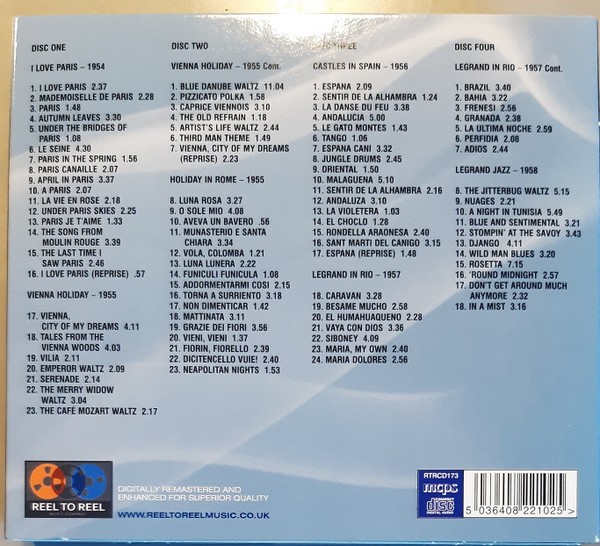 DISC ONE
I LOVE PARIS – 1954
1. I LOVE PARIS 2.37
2. MADEMOISELLE DE PARIS 2.28
3. PARIS 1.48
4. AUTUMN LEAVES 3.30
5. UNDER THE BRIDGES OF
PARIS 1.08
6. LE SEINE 4.30
7. PARIS IN THE SPRING 1.56
8. PARIS CANAILLE 2.07
9. APRIL IN PARIS 3.37
10. A PARIS 2.07
11. LA VIE EN ROSE 2.18
12. UNDER PARIS SKIES 2.25
13. PARIS JE T'AIME 1.33
14. THE SONG FROM
MOULIN ROUGE 3.39
15. THE LAST TIME I
SAW PARIS 2.46
16. I LOVE PARIS (REPRISE) .57
VIENNA HOLIDAY – 1955
17. VIENNA,
CITY OF MY DREAMS 4.11
18. TALES FROM THE
VIENNA WOODS 4.03
19. VILIA 2.11
20. EMPEROR WALTZ 2.09
21. SERENADE 2.14
22. THE MERRY WIDOW
WALTZ 3.04
23. THE CAFÉ MOZART WALTZ 2.17
DISC TWO
VIENNA HOLIDAY – 1955 Cont.
1. BLUE DANUBE WALTZ 11.04
2. PIZZICATO POLKA 1.58
3. CAPRICE VIENNOIS 3.10
4. THE OLD REFRAIN 1.18
5. ARTIST'S LIFE WALTZ 2.44
6. THIRD MAN THEME 1.49
7. VIENNA, CITY OF MY DREAMS
(REPRISE) 2.23
HOLIDAY IN ROME – 1955
8. LUNA ROSA 3.27
9. O SOLE MIO 4.08
10. AVEVA UN BAVERO .56
11. MUNASTERIO E SANTA
CHIARA 3.34
12. VOLA, COLOMBA 1.21
13. LUNA LUNERA 2.22
14. FUNICULI FUNICULA 1.08
15. ADDORMENTARMI COSI 2.15
16. TORNA A SURRIENTO 3.18
17. NON DIMENTICAR 1.42
18. MATTINATA 3.11
19. GRAZIE DEI FIORI 3.56
20. VIENI, VIENI 1.37
21. FIORIN, FIORELLO 2.39
22. DICITENCELLO VUIE! 2.40
23. NEAPOLITAN NIGHTS 1.53
THREE
CASTLES IN SPAIN – 1956
1. ESPANA 2.09
2. SENTIR DE LA ALHAMBRA 1.24
3. LA DANSE DU FEU 3.38
4. ANDALUCIA 5.00
5. LE GATO MONTES 1.43
6. TANGO 1.06
7. ESPANA CANI 3.32
8. JUNGLE DRUMS 2.45
9. ORIENTAL 1.50
10. MALAGUENA 5.10
11. SENTIR DE LA ALHAMBRA 2.16
12. ANDALUZA 3.10
13. LA VIOLETERA 1.03
14. EL CHOCLO 1.28
15. RONDELLA ARAONESA 2.40
16. SANT MARTI DEL CANIGO 3.15
17. ESPANA (REPRISE) 1.48
LEGRAND IN RIO – 1957
18. CARAVAN 3.28
19. BESAME MUCHO 2.58
20. EL HUMAHUAQUENO 2.28
21. VAYA CON DIOS 3.36
22. SIBONEY 4.09
23. MARIA, MY OWN 2.40
24. MARIA DOLORES 2.56
DISC FOUR
LEGRAND IN RIO – 1957 Cont.
1. BRAZIL 3.40
2. BAHIA 3.22
3. FRENESI 2.56
4. GRANADA 2.38
5. LA ULTIMA NOCHE 2.59
6. PERFIDIA 2.08
7. ADIOS 2.44
LEGRAND JAZZ – 1958
8. THE JITTERBUG WALTZ 5.15
9. NUAGES 2.21
10. A NIGHT IN TUNISIA 5.49
11. BLUE AND SENTIMENTAL 3.21
12. STOMPIN' AT THE SAVOY 3.43
13. DJANGO 4.11
14. WILD MAN BLUES 3.20
15. ROSETTA 7.15
16. 'ROUND MIDNIGHT 2.57
17. DON'T GET AROUND MUCH
ANYMORE 2.32
18. IN A MIST 3.16
REEL TO REEL
DIGITALLY REMASTERED AND
ENHANCED FOR SUPERIOR QUALITY
WWW.REELTOREELMUSIC.CO.UK
RTRCD173
mcps
COMPACT
disc
DIGITAL AUDIO
5 036408 221025 >